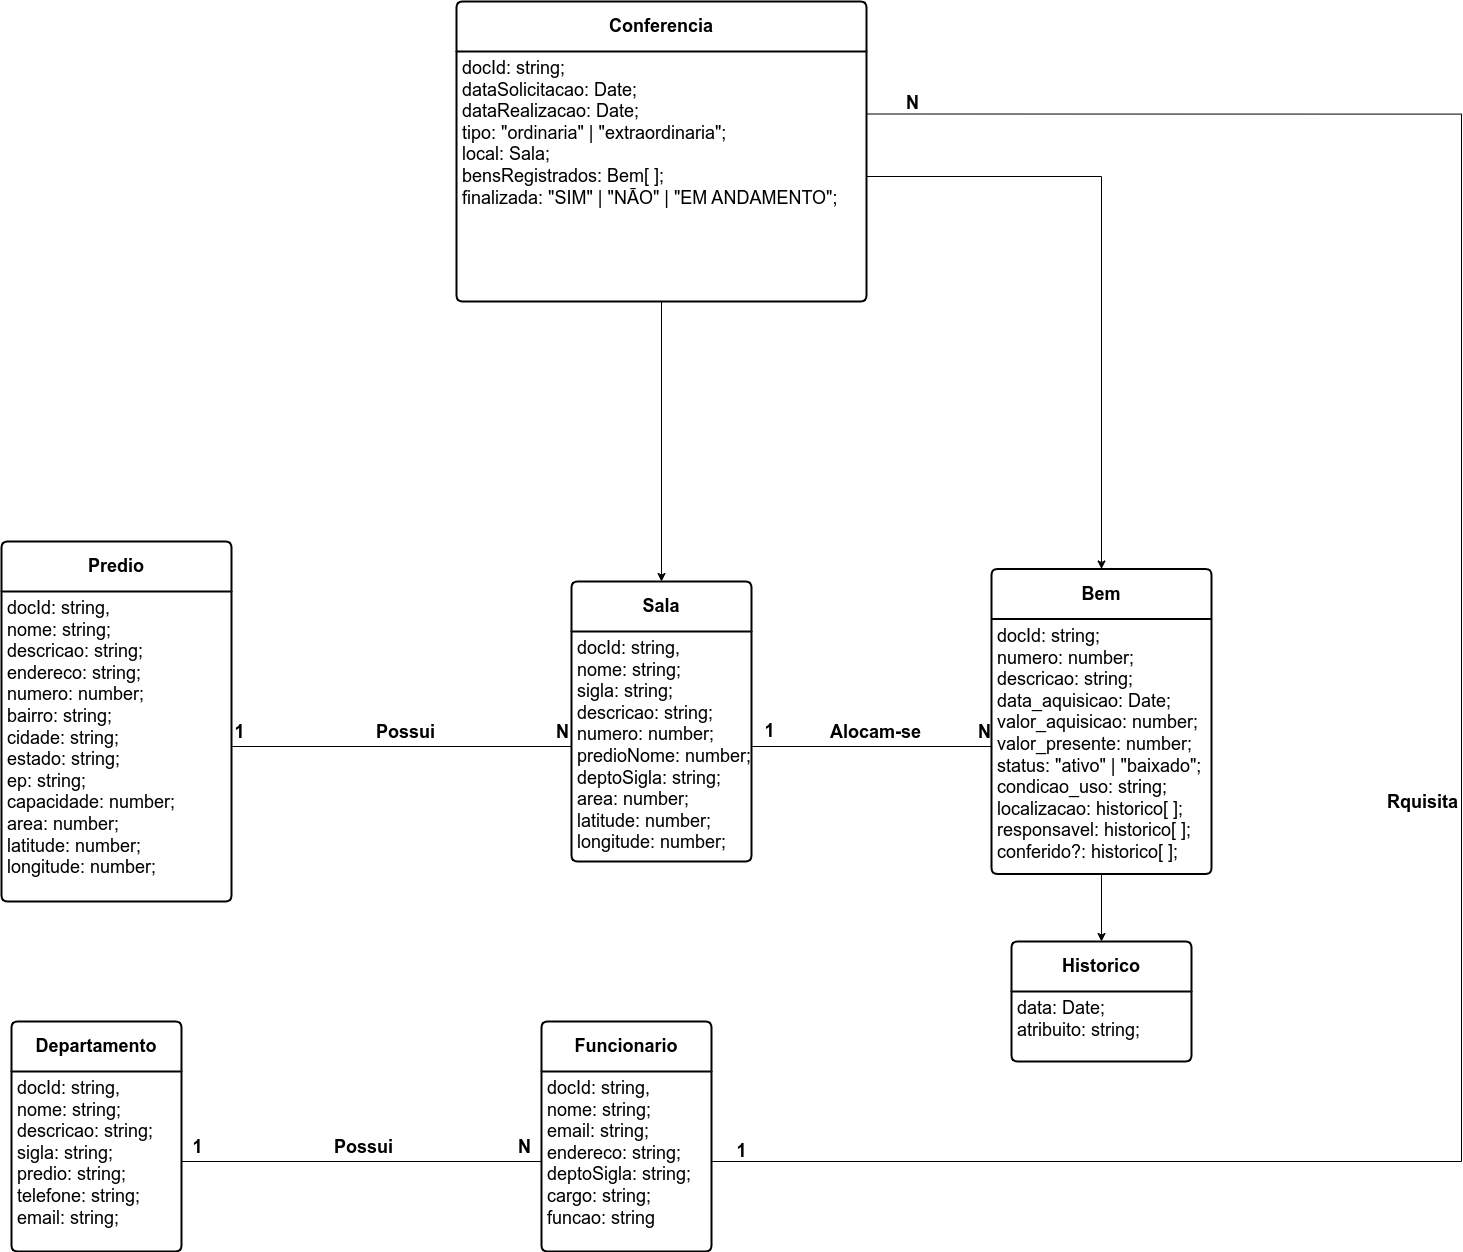 Conferencia
docId: string;
dataSolicitacao: Date;
dataRealizacao: Date;
tipo: "ordinaria" | "extraordinaria";
local: Sala;
bensRegistrados: Bem[ ];
finalizada: "SIM" | "NÃO" | "EM ANDAMENTO";
N
Predio
docId: string,
nome: string;
descricao: string;
endereco: string;
numero: number;
bairro: string;
cidade: string;
estado: string;
ep: string;
capacidade: number;
area: number;
latitude: number;
longitude: number;
1
Possui
N
Sala
docId: string,
nome: string;
sigla: string;
descricao: string;
numero: number;
predioNome: number;
deptoSigla: string;
area: number;
latitude: number;
longitude: number;
1
Alocam-se
N
Bem
docId: string;
numero: number;
descricao: string;
data_aquisicao: Date;
valor_aquisicao: number;
valor_presente: number;
status: "ativo" | "baixado";
condicao_uso: string;
localizacao: historico[ ];
responsavel: historico[ ];
conferido?: historico[ ];
Rquisita
Historico
data: Date;
atribuito: string;
Departamento
docId: string,
nome: string;
descricao: string;
sigla: string;
predio: string;
telefone: string;
email: string;
1
Possui
N
Funcionario
docId: string,
nome: string;
email: string;
endereco: string;
deptoSigla: string;
cargo: string;
funcao: string
1